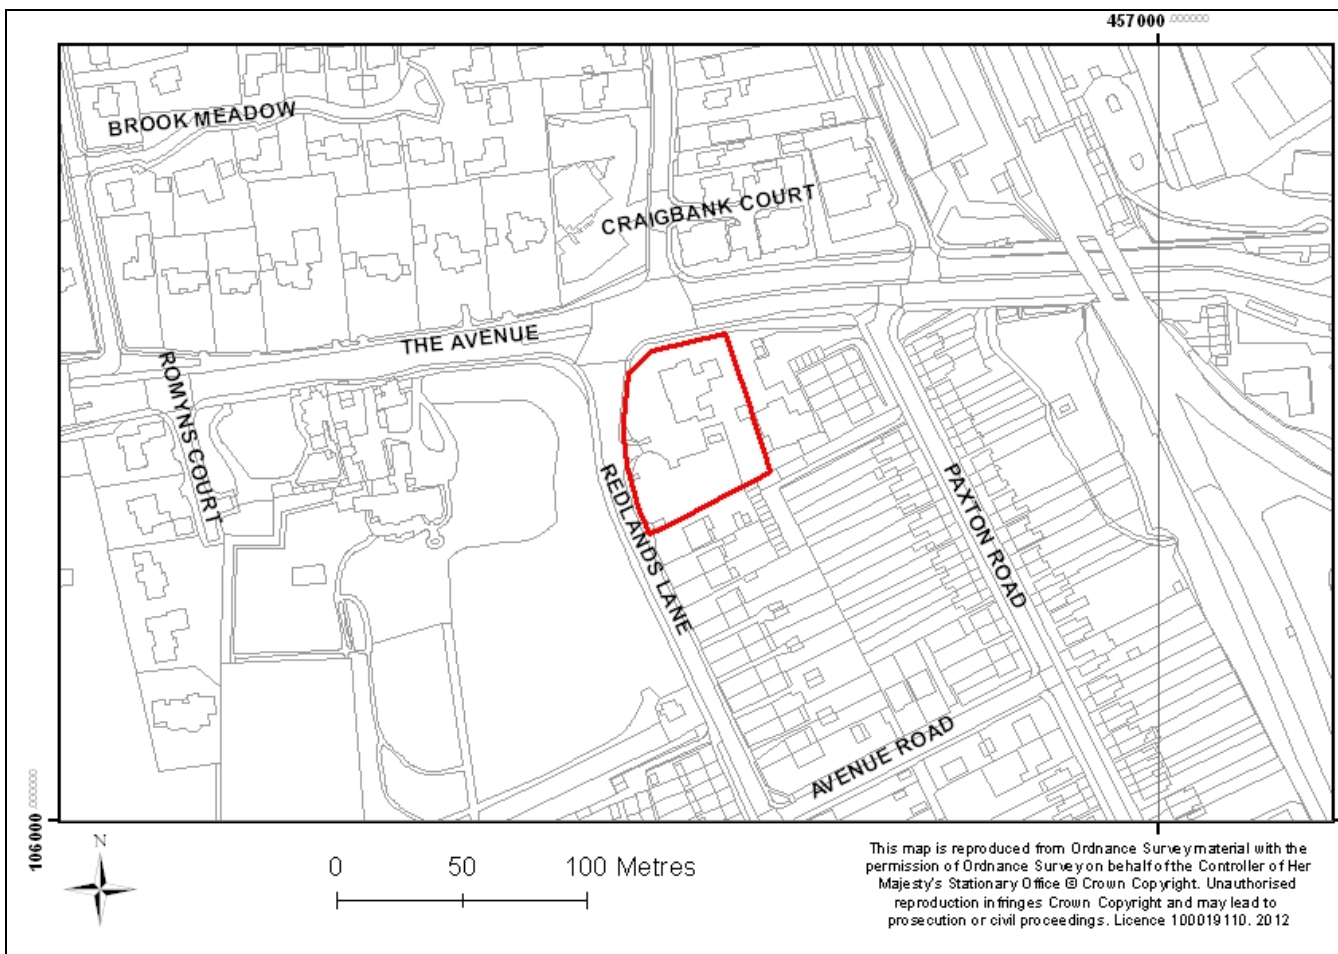 457000 .000000
BROOK MEADOW
CRAIGBANK COURT
THE AVENUE
ROMYNS COURT
REDLANDS LANE
PAXTON ROAD
AVENUE ROAD
106000 .000000
N
0 50 100 Metres
This map is reproduced from Ordnance Survey material with the
permission of Ordnance Survey on behalf of the Controller of Her
Majesty's Stationary Office © Crown Copyright. Unauthorised
reproduction infringes Crown Copyright and may lead to
prosecution or civil proceedings. Licence 100019110. 2012